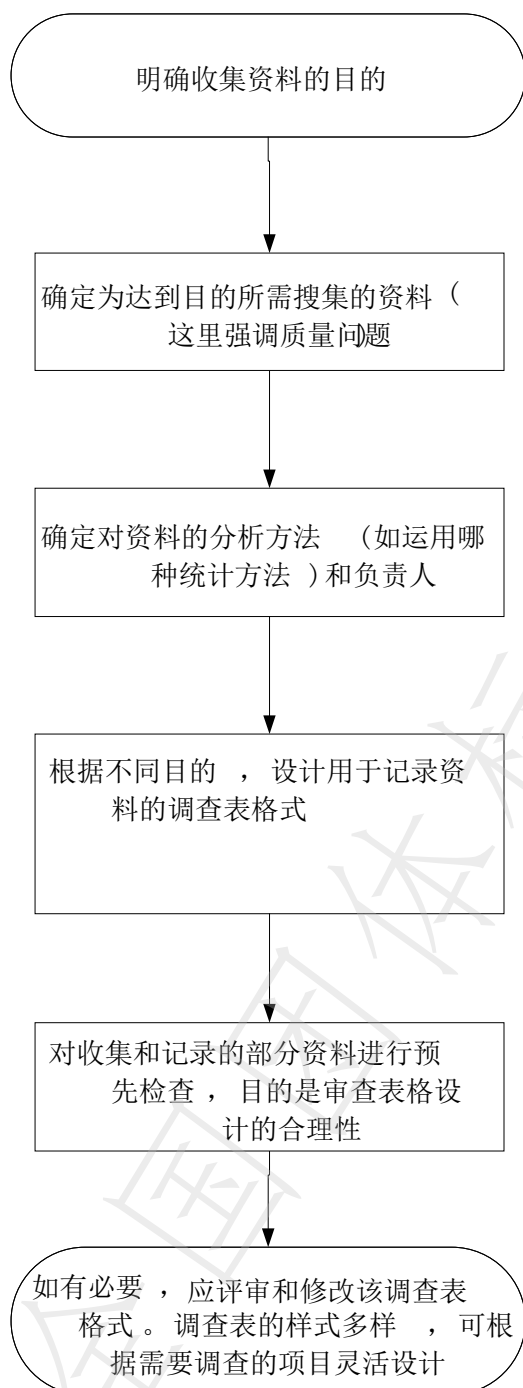 明确收集资料的目的
确定为达到目的所需搜集的资料（
这里强调质量问题）
确定对资料的分析方法 （如运用哪
种统计方法 ）和负责人
根据不同目的 ，设计用于记录资
料的调查表格式
对收集和记录的部分资料进行预
先检查 ，目的是审查表格设
计的合理性
如有必要 ，应评审和修改该调查表
格式 。调查表的样式多样 ，可根
据需要调查的项目灵活设计